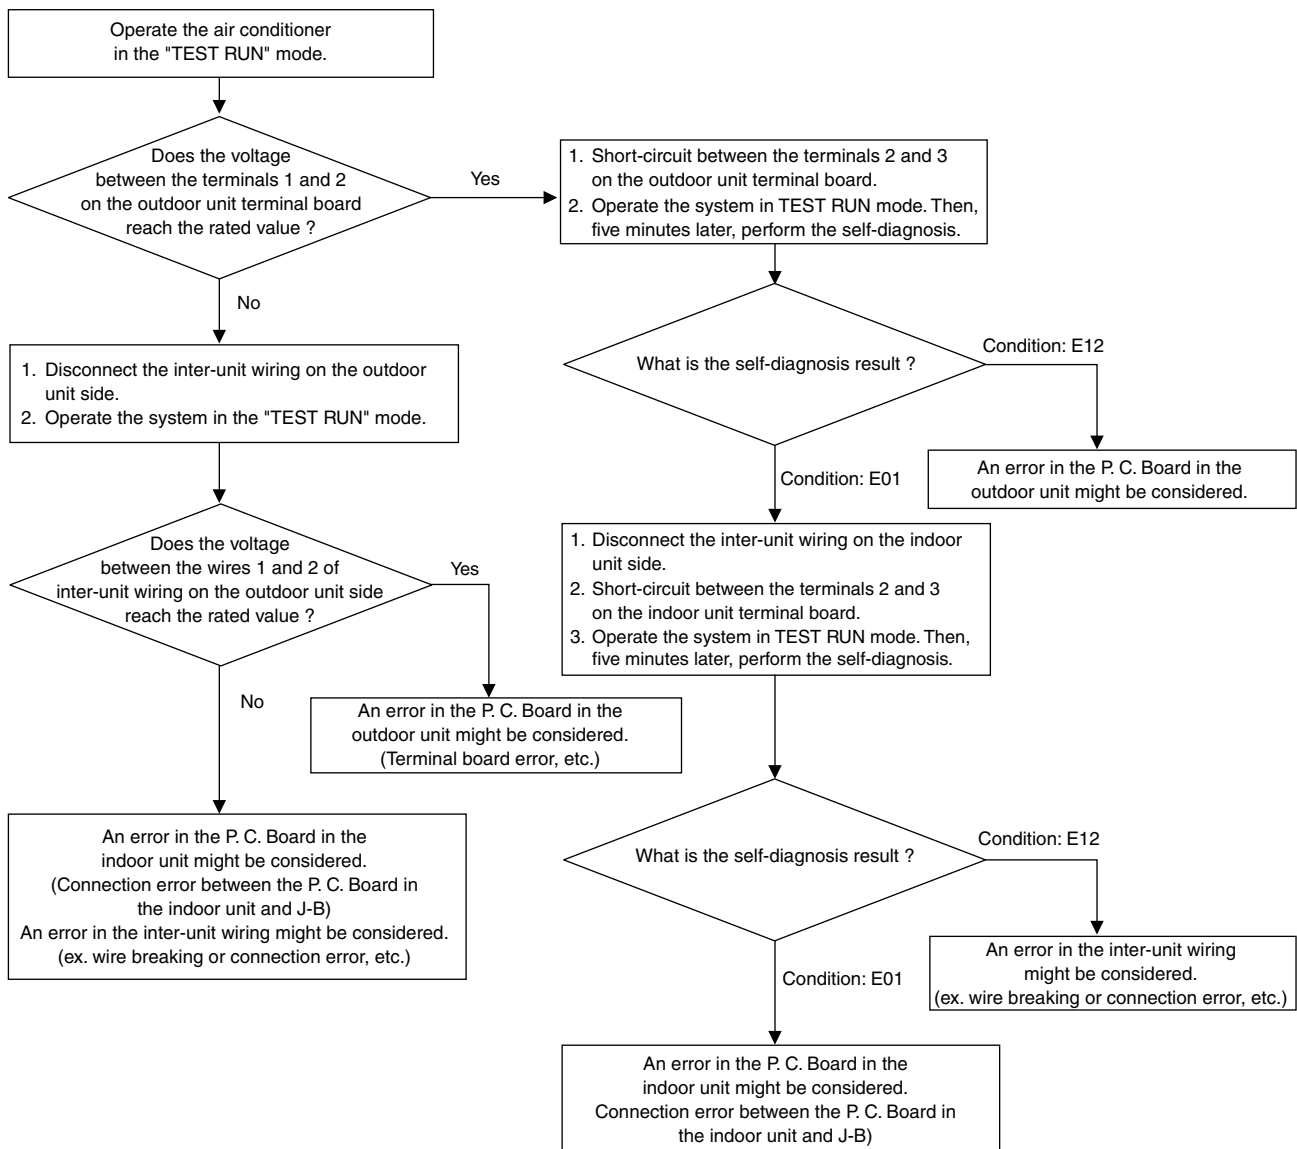 Operate the air conditioner
in the "TEST RUN" mode.
Does the voltage
between the terminals 1 and 2
on the outdoor unit terminal board
reach the rated value ?
Yes
1. Short-circuit between the terminals 2 and 3
on the outdoor unit terminal board.
2. Operate the system in TEST RUN mode. Then,
five minutes later, perform the self-diagnosis.
No
What is the self-diagnosis result ?
Condition: E12
An error in the P. C. Board in the
outdoor unit might be considered.
Condition: E01
1. Disconnect the inter-unit wiring on the outdoor
unit side.
2. Operate the system in the "TEST RUN" mode.
Does the voltage
between the wires 1 and 2 of
inter-unit wiring on the outdoor unit side
reach the rated value ?
Yes
An error in the P. C. Board in the
outdoor unit might be considered.
(Terminal board error, etc.)
No
An error in the P. C. Board in the
indoor unit might be considered.
(Connection error between the P. C. Board in
the indoor unit and J-B)
An error in the inter-unit wiring might be considered.
(ex. wire breaking or connection error, etc.)
1. Disconnect the inter-unit wiring on the indoor
unit side.
2. Short-circuit between the terminals 2 and 3
on the indoor unit terminal board.
3. Operate the system in TEST RUN mode. Then,
five minutes later, perform the self-diagnosis.
What is the self-diagnosis result ?
Condition: E12
An error in the inter-unit wiring
might be considered.
(ex. wire breaking or connection error, etc.)
Condition: E01
An error in the P. C. Board in the
indoor unit might be considered.
Connection error between the P. C. Board in
the indoor unit and J-B)